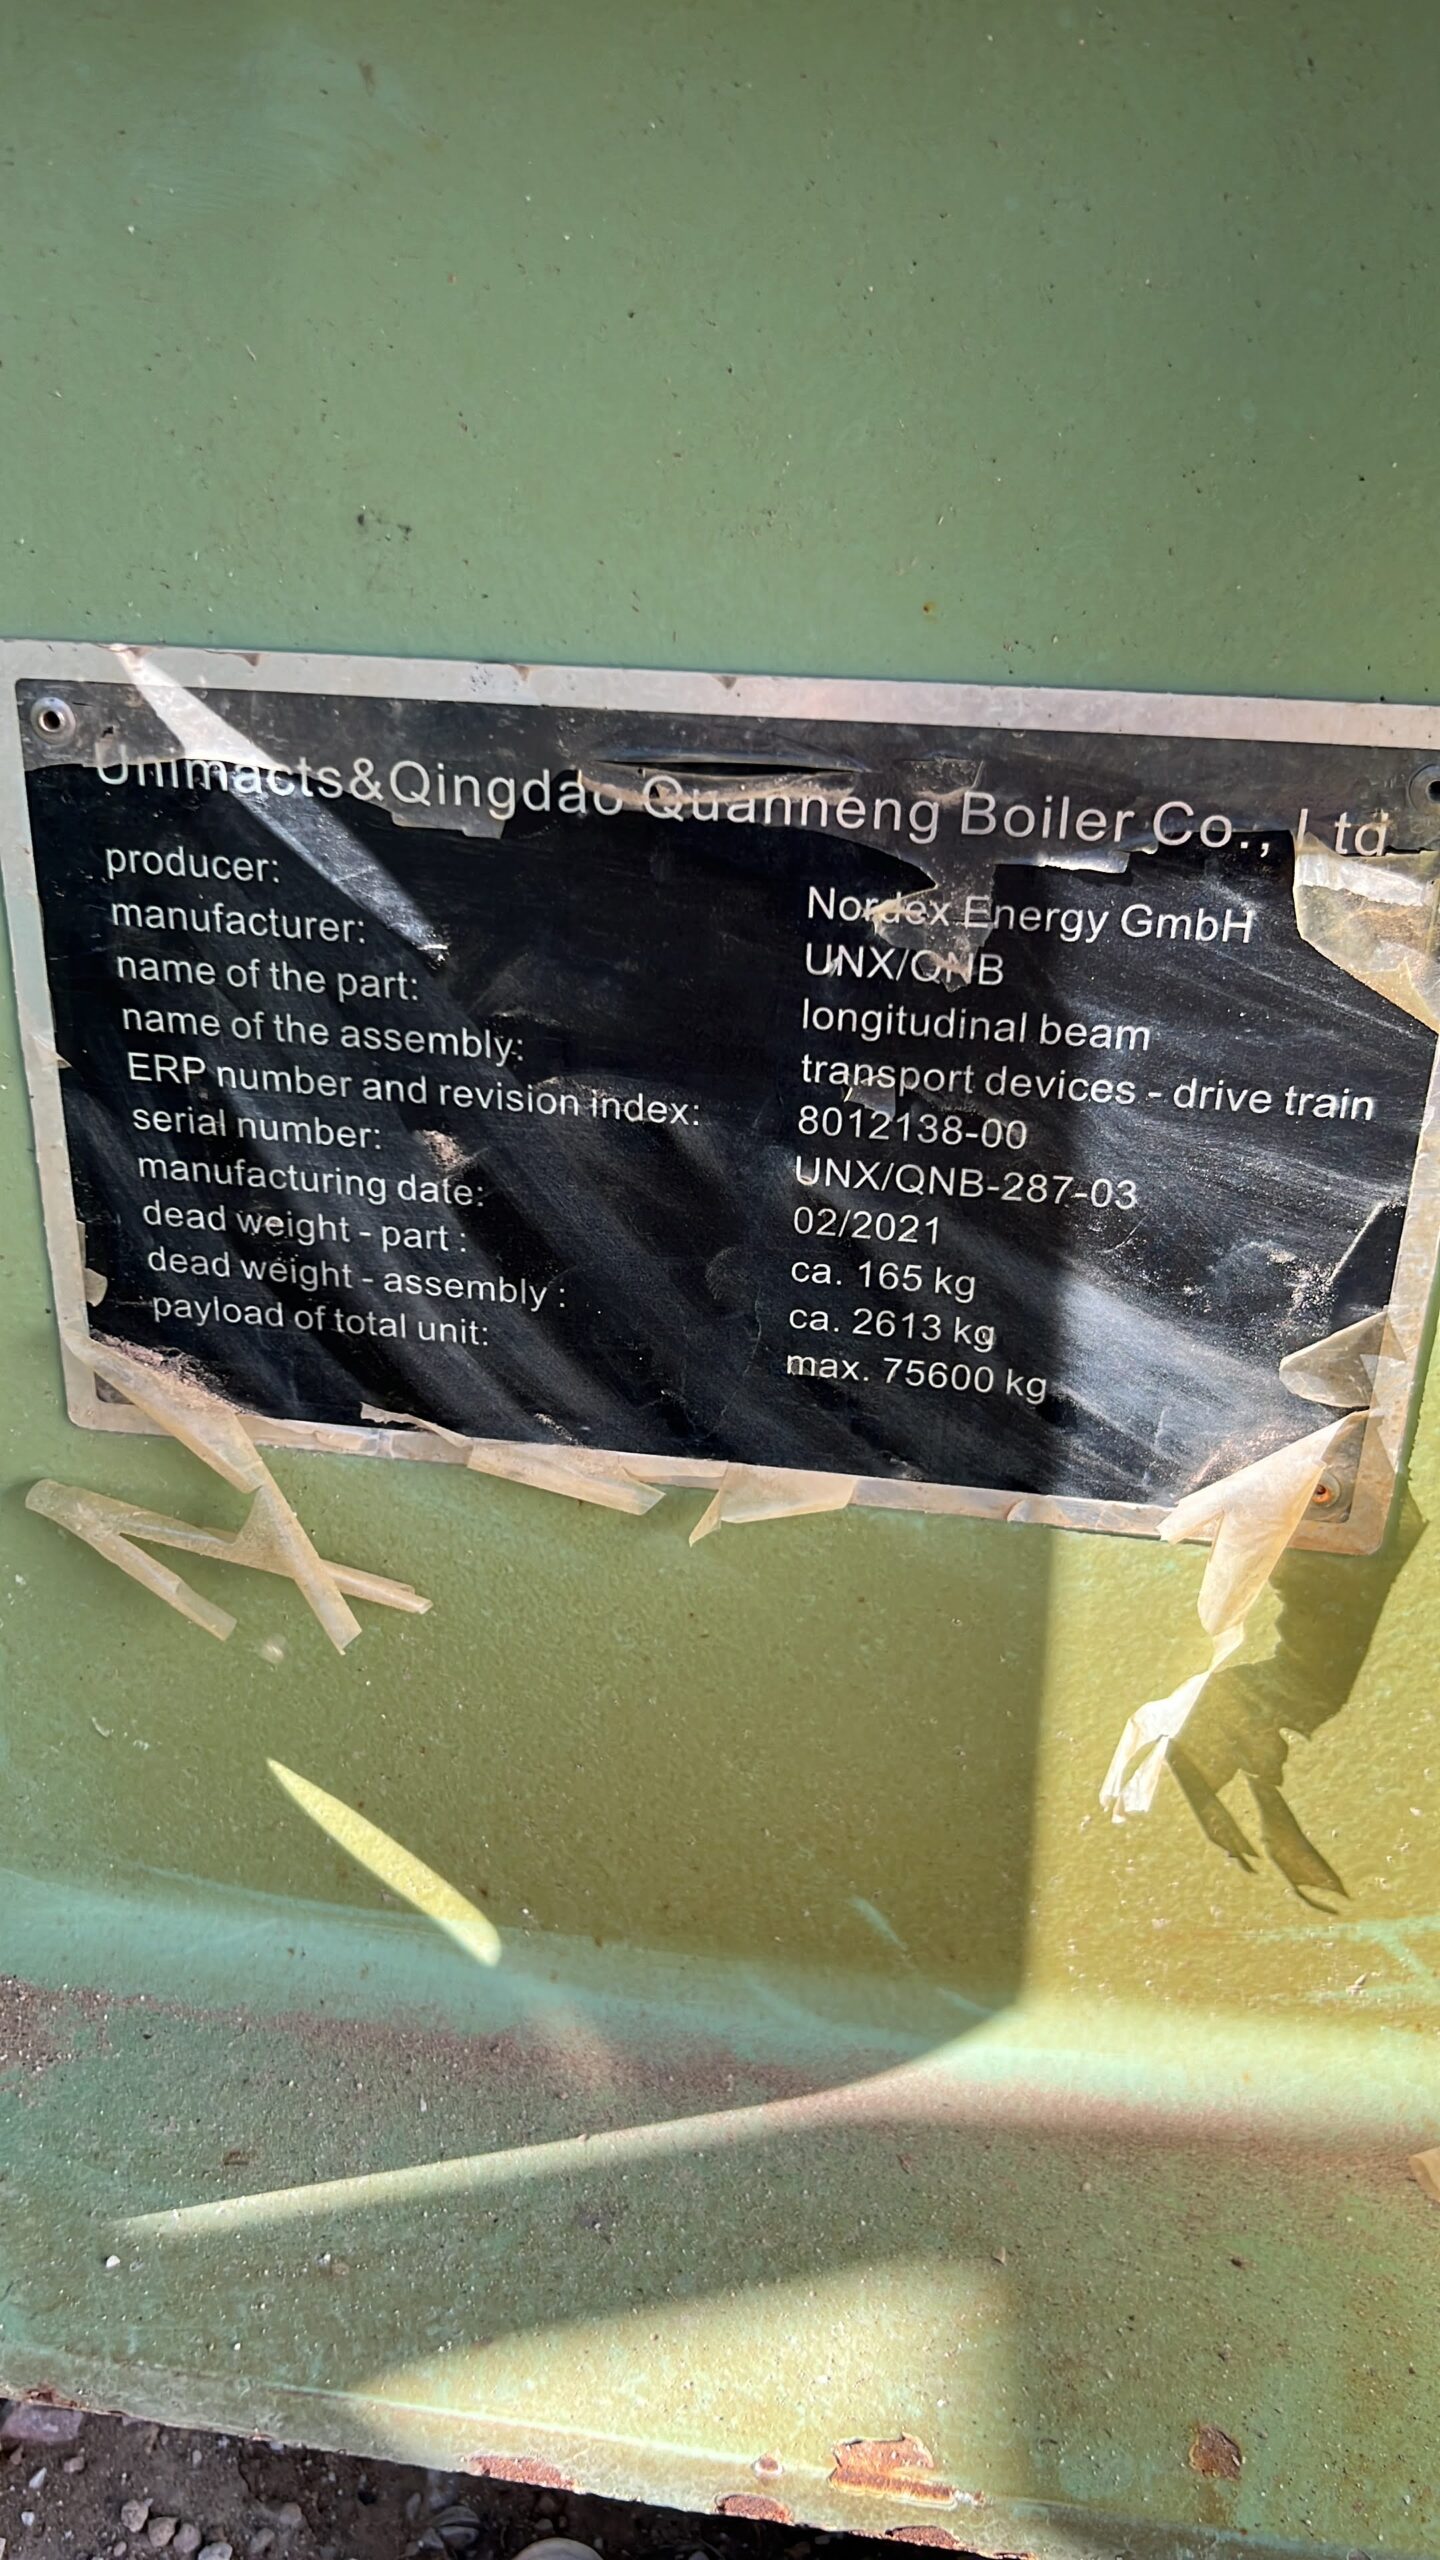 Unimacts&Qingdao Quanneng Boiler Co., Ltd
producer: Nordex Energy GmbH
manufacturer: UNX/QNB
name of the part: longitudinal beam
name of the assembly: transport devices - drive train
ERP number and revision index: 8012138-00
serial number: UNX/QNB-287-03
manufacturing date: 02/2021
dead weight - part : ca. 165 kg
dead weight - assembly : ca. 2613 kg
payload of total unit: max. 75600 kg